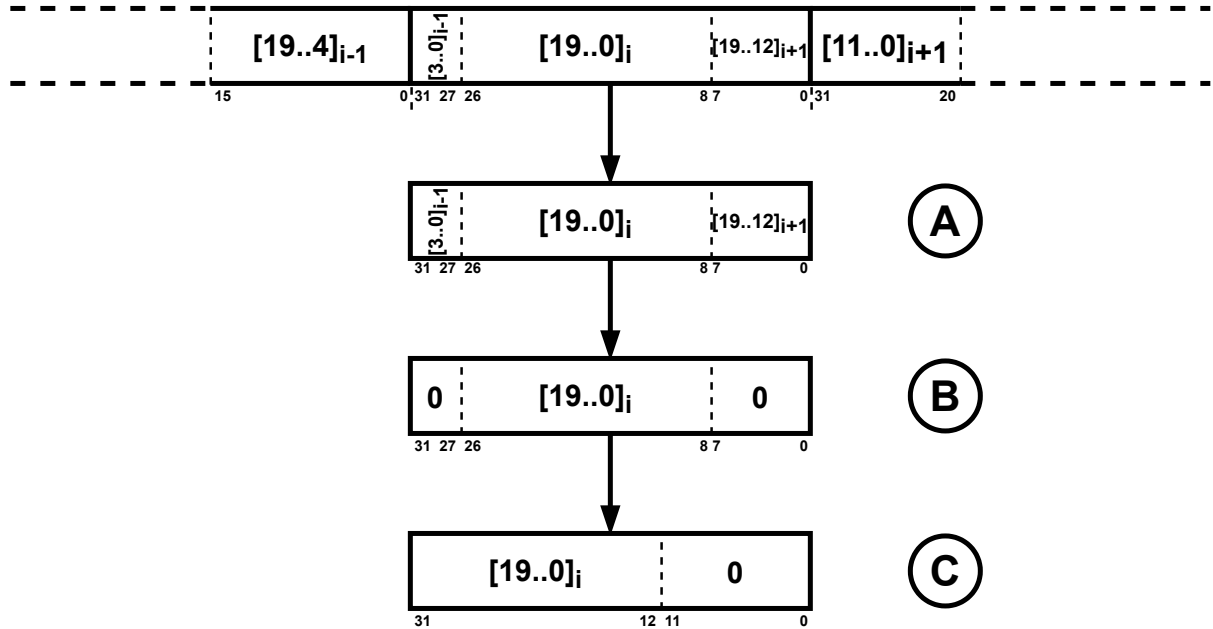 [19..4]i-1 [3..0]i-1 [19..0]i [19..12]i+1 [11..0]i+1
15 0 31 27 26 8 7 0 31 20
[3..0]i-1 [19..0]i [19..12]i+1 A
31 27 26 8 7 0
0 [19..0]i 0 B
31 27 26 8 7 0
[19..0]i 0 C
31 12 11 0